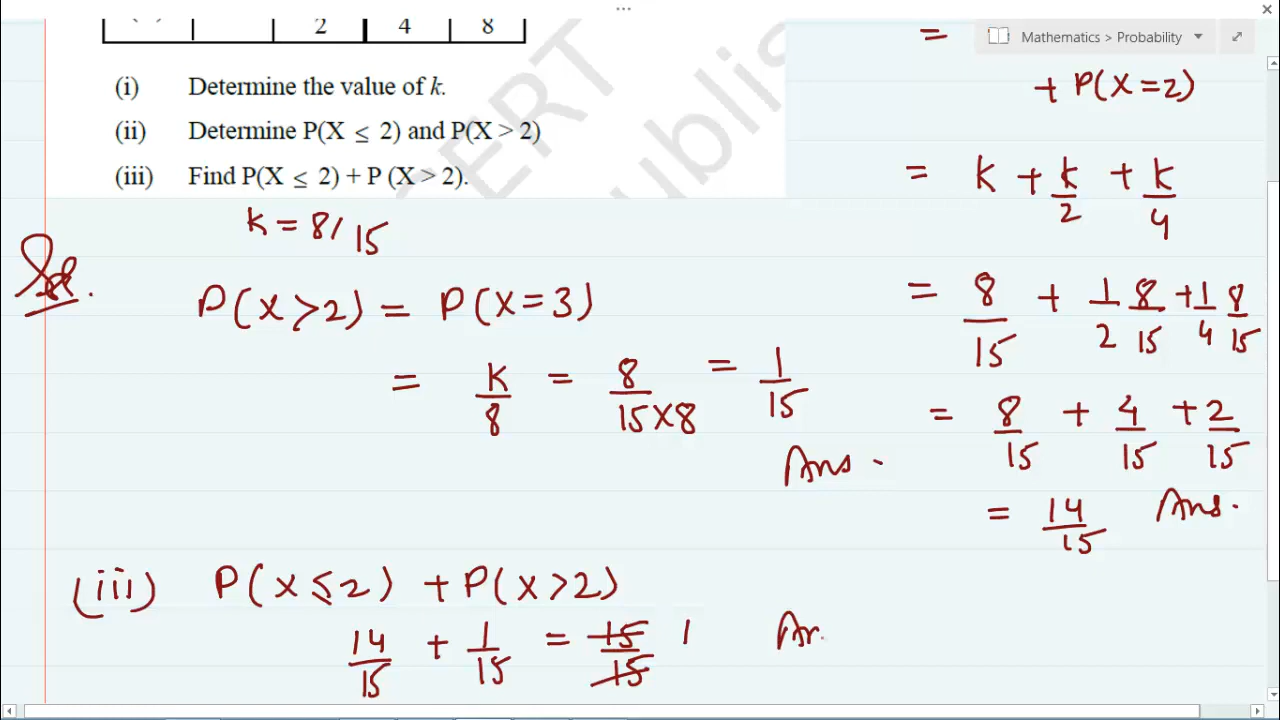 ...
Mathematics > Probability
2 4 8
(i) Determine the value of k.
(ii) Determine P(X ≤ 2) and P(X > 2)
(iii) Find P(X ≤ 2) + P (X > 2).
k = 8/15
Sol.
P(X>2) = P(X=3)
= k/8 = 8/15×8 = 1/15
Ans.
=
+ P(X=2)
= k + k/2 + k/4
= 8/15 + 1/2 8/15 + 1/4 8/15
= 8/15 + 4/15 + 2/15
= 14/15 Ans.
(iii) P(X≤2) + P(X>2)
14/15 + 1/15 = 15/15 1 An